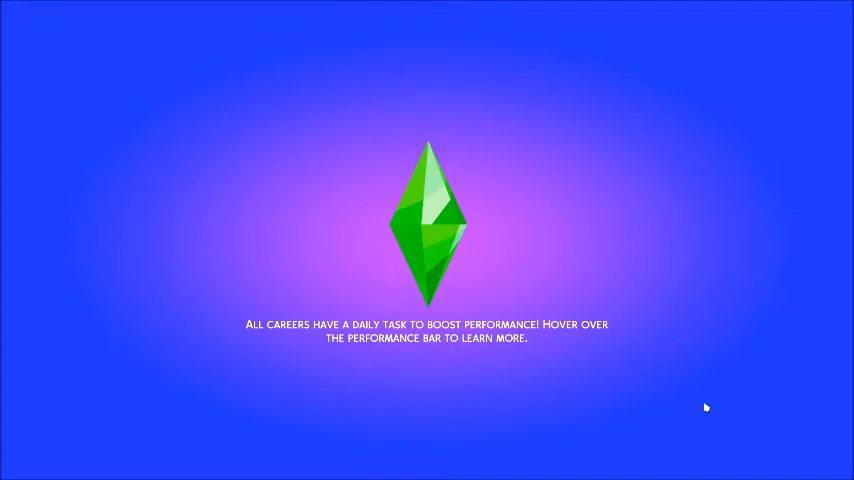 All careers have a daily task to boost performance! Hover over
the performance bar to learn more.